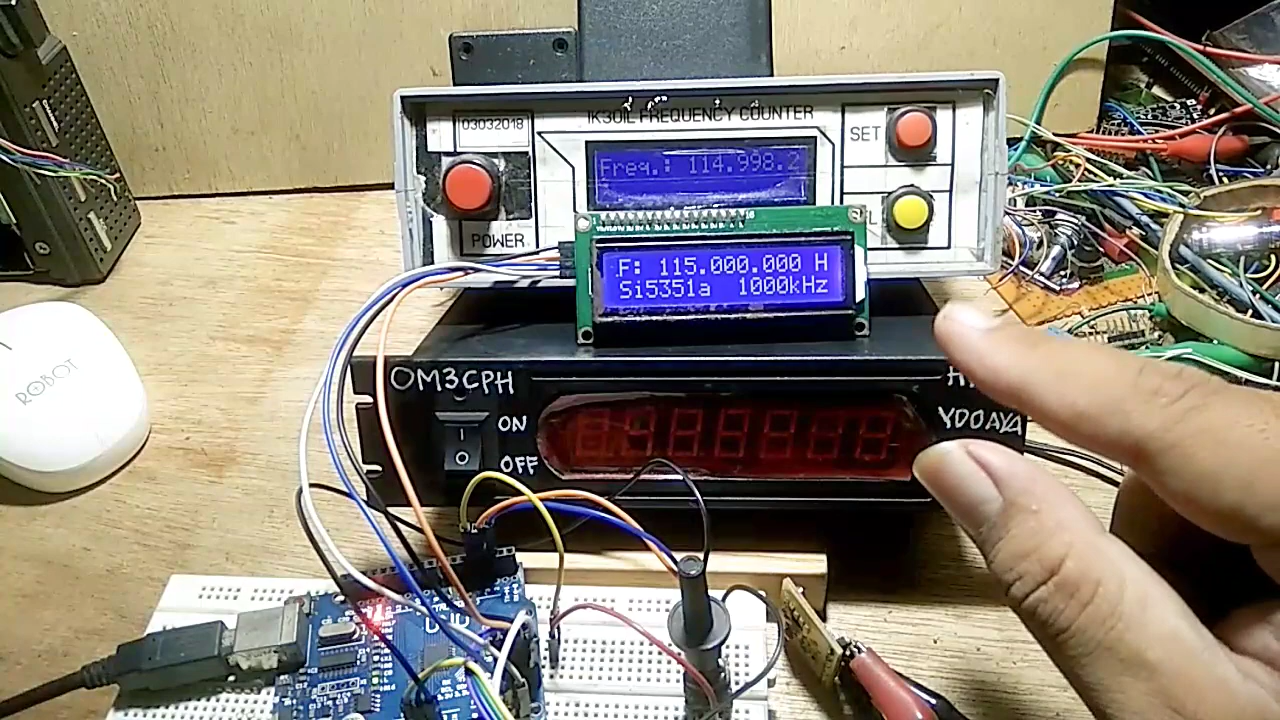 03032018
IK3OIL FREQUENCY COUNTER
SET
Freq.: 114.998.2
POWER
F: 115.000.000 H
Si5351a 1000kHz
ROBOT
OM3CPH
ON
OFF
YD0AYA
UNO